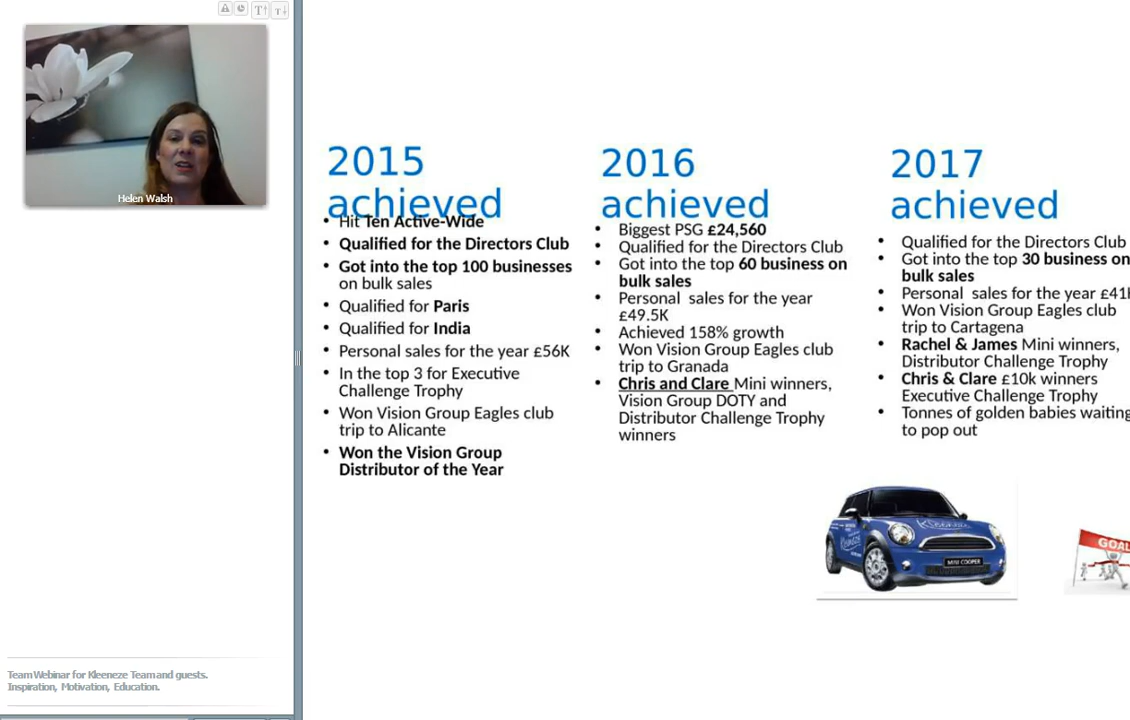 Helen Walsh
Team Webinar for Kleeneze Team and guests.
Inspiration, Motivation, Education.
2015
achieved
• Hit Ten Active-Wide
• Qualified for the Directors Club
• Got into the top 100 businesses
on bulk sales
• Qualified for Paris
• Qualified for India
• Personal sales for the year £56K
• In the top 3 for Executive
Challenge Trophy
• Won Vision Group Eagles club
trip to Alicante
• Won the Vision Group
Distributor of the Year
2016
achieved
• Biggest PSG £24,560
• Qualified for the Directors Club
• Got into the top 60 business on
bulk sales
• Personal sales for the year
£49.5K
• Achieved 158% growth
• Won Vision Group Eagles club
trip to Granada
• Chris and Clare Mini winners,
Vision Group DOTY and
Distributor Challenge Trophy
winners
2017
achieved
• Qualified for the Directors Club
• Got into the top 30 business on
bulk sales
• Personal sales for the year £41K
• Won Vision Group Eagles club
trip to Cartagena
• Rachel & James Mini winners,
Distributor Challenge Trophy
• Chris & Clare £10k winners
Executive Challenge Trophy
• Tonnes of golden babies waiting
to pop out
Kleeneze
MINI COOPER
GOAL